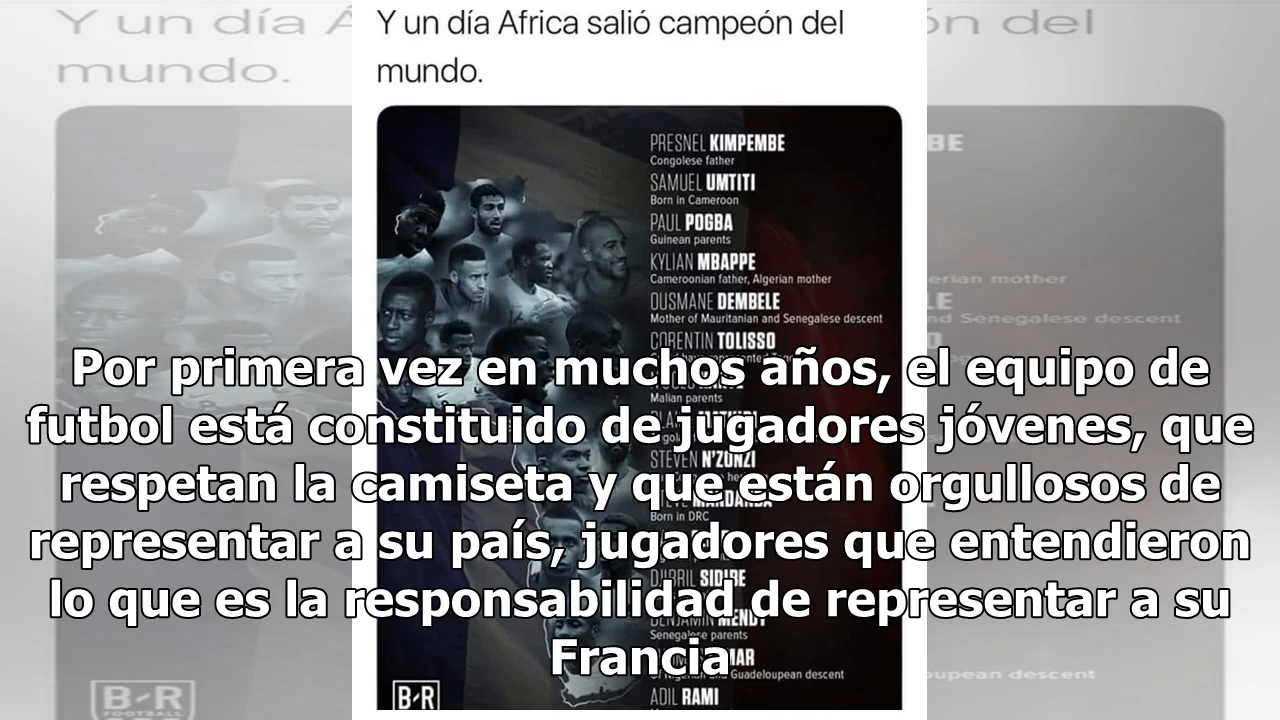 Y un día Africa salió campeón del
mundo.
PRESNEL KIMPEMBE
Congolese father
SAMUEL UMTITI
Born in Cameroon
PAUL POGBA
Guinean parents
KYLIAN MBAPPE
Cameroonian father, Algerian mother
OUSMANE DEMBELE
Mother of Mauritanian and Senegalese descent
CORENTIN TOLISSO
Por primera vez en muchos años, el equipo de
Malian parents
futbol está constituido de jugadores jóvenes, que
STEVEN N'ZONZI
respetan la camiseta y que están orgullosos de
MANDANDA
Born in DRC
representar a su país, jugadores que entendieron
DJIBRIL SIDIBE
lo que es la responsabilidad de representar a su
BENJAMIN MENDY
Senegalese parents
Francia
Guadeloupean descent
ADIL RAMI
B-R
FOOTBALL